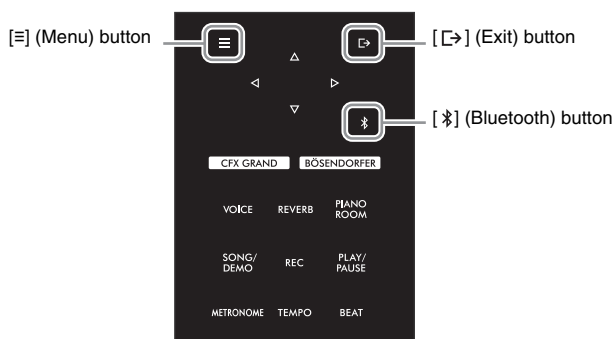 [≡] (Menu) button
[ ] (Exit) button
[ ] (Bluetooth) button
CFX GRAND
BÖSENDORFER
VOICE
REVERB
PIANO
ROOM
SONG/
DEMO
REC
PLAY/
PAUSE
METRONOME
TEMPO
BEAT